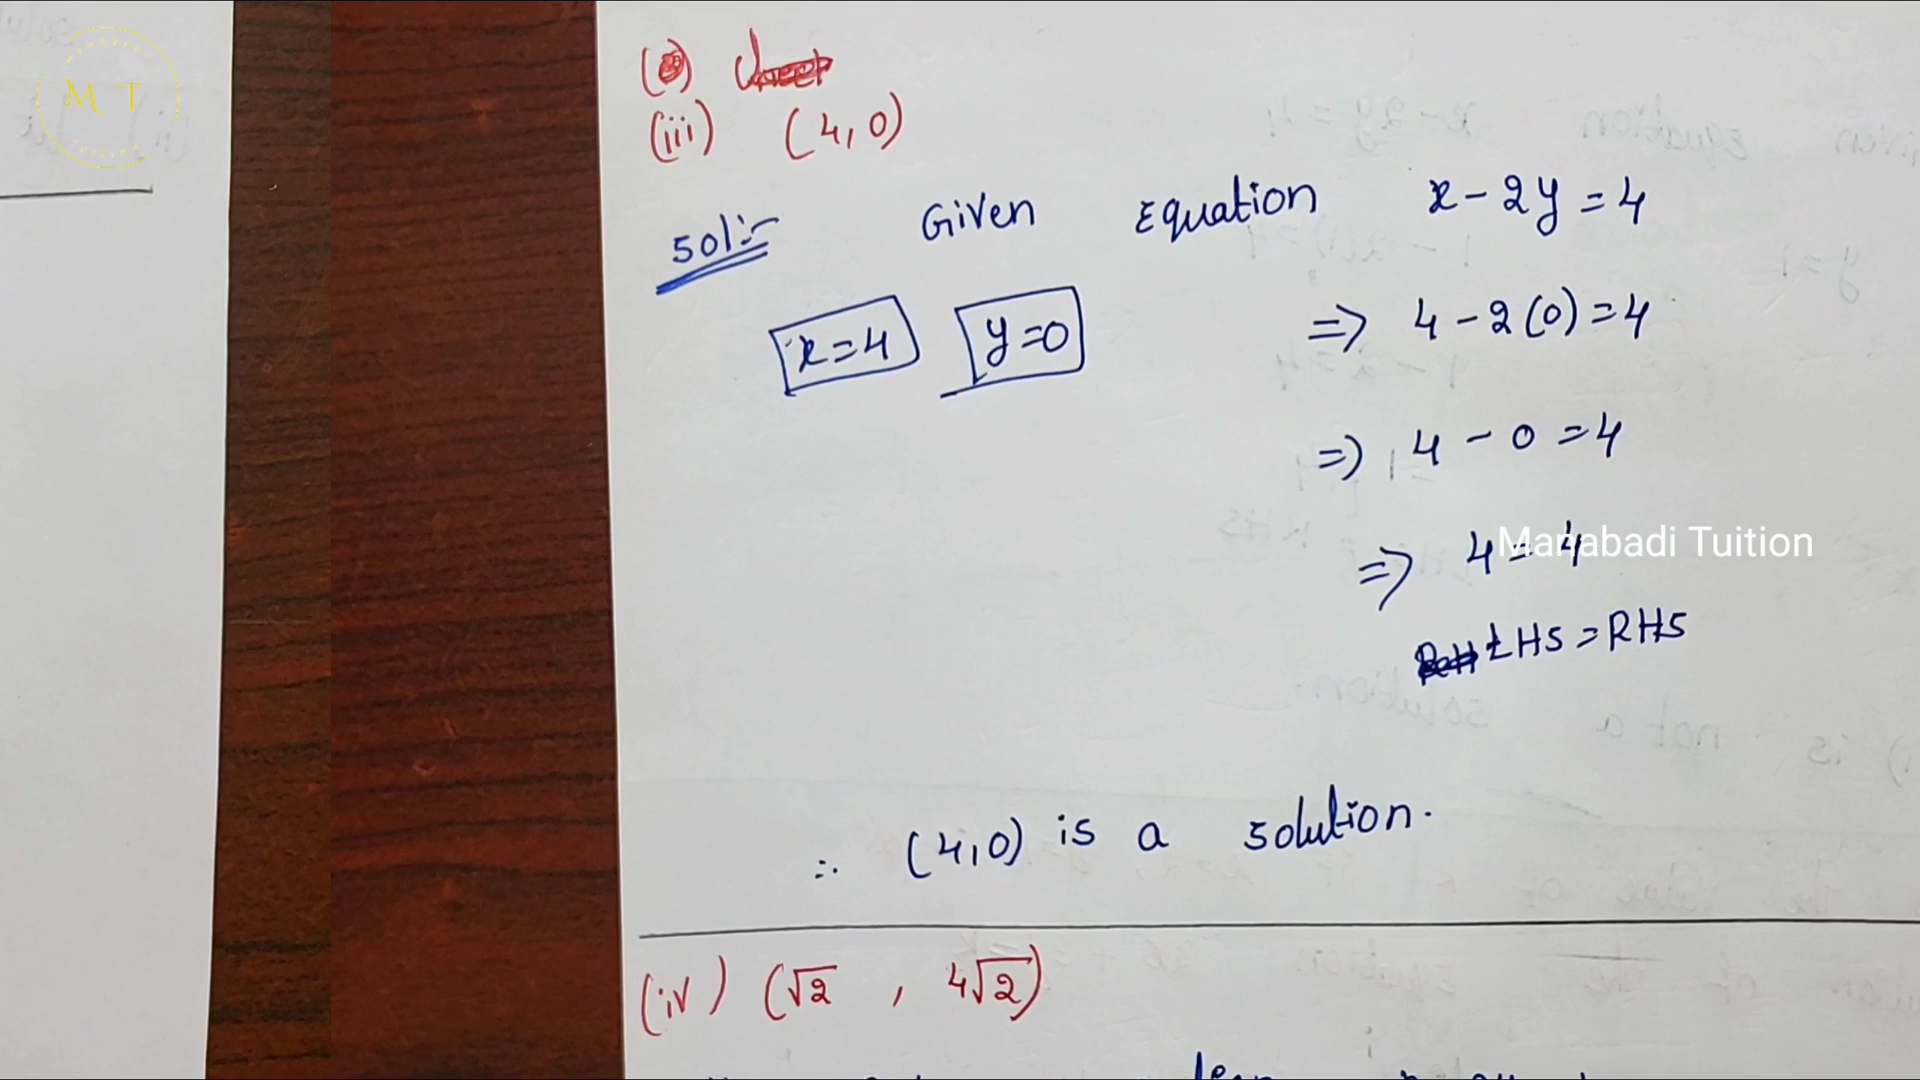 M T
TUITION
(iii) (4,0)
Sol:- Given Equation x-2y=4
x=4 y=0 => 4-2(0)=4
=> 4-0=4
=> 4=4
Manabadi Tuition
LHS=RHS
∴ (4,0) is a solution.
(iv) (√2 , 4√2)